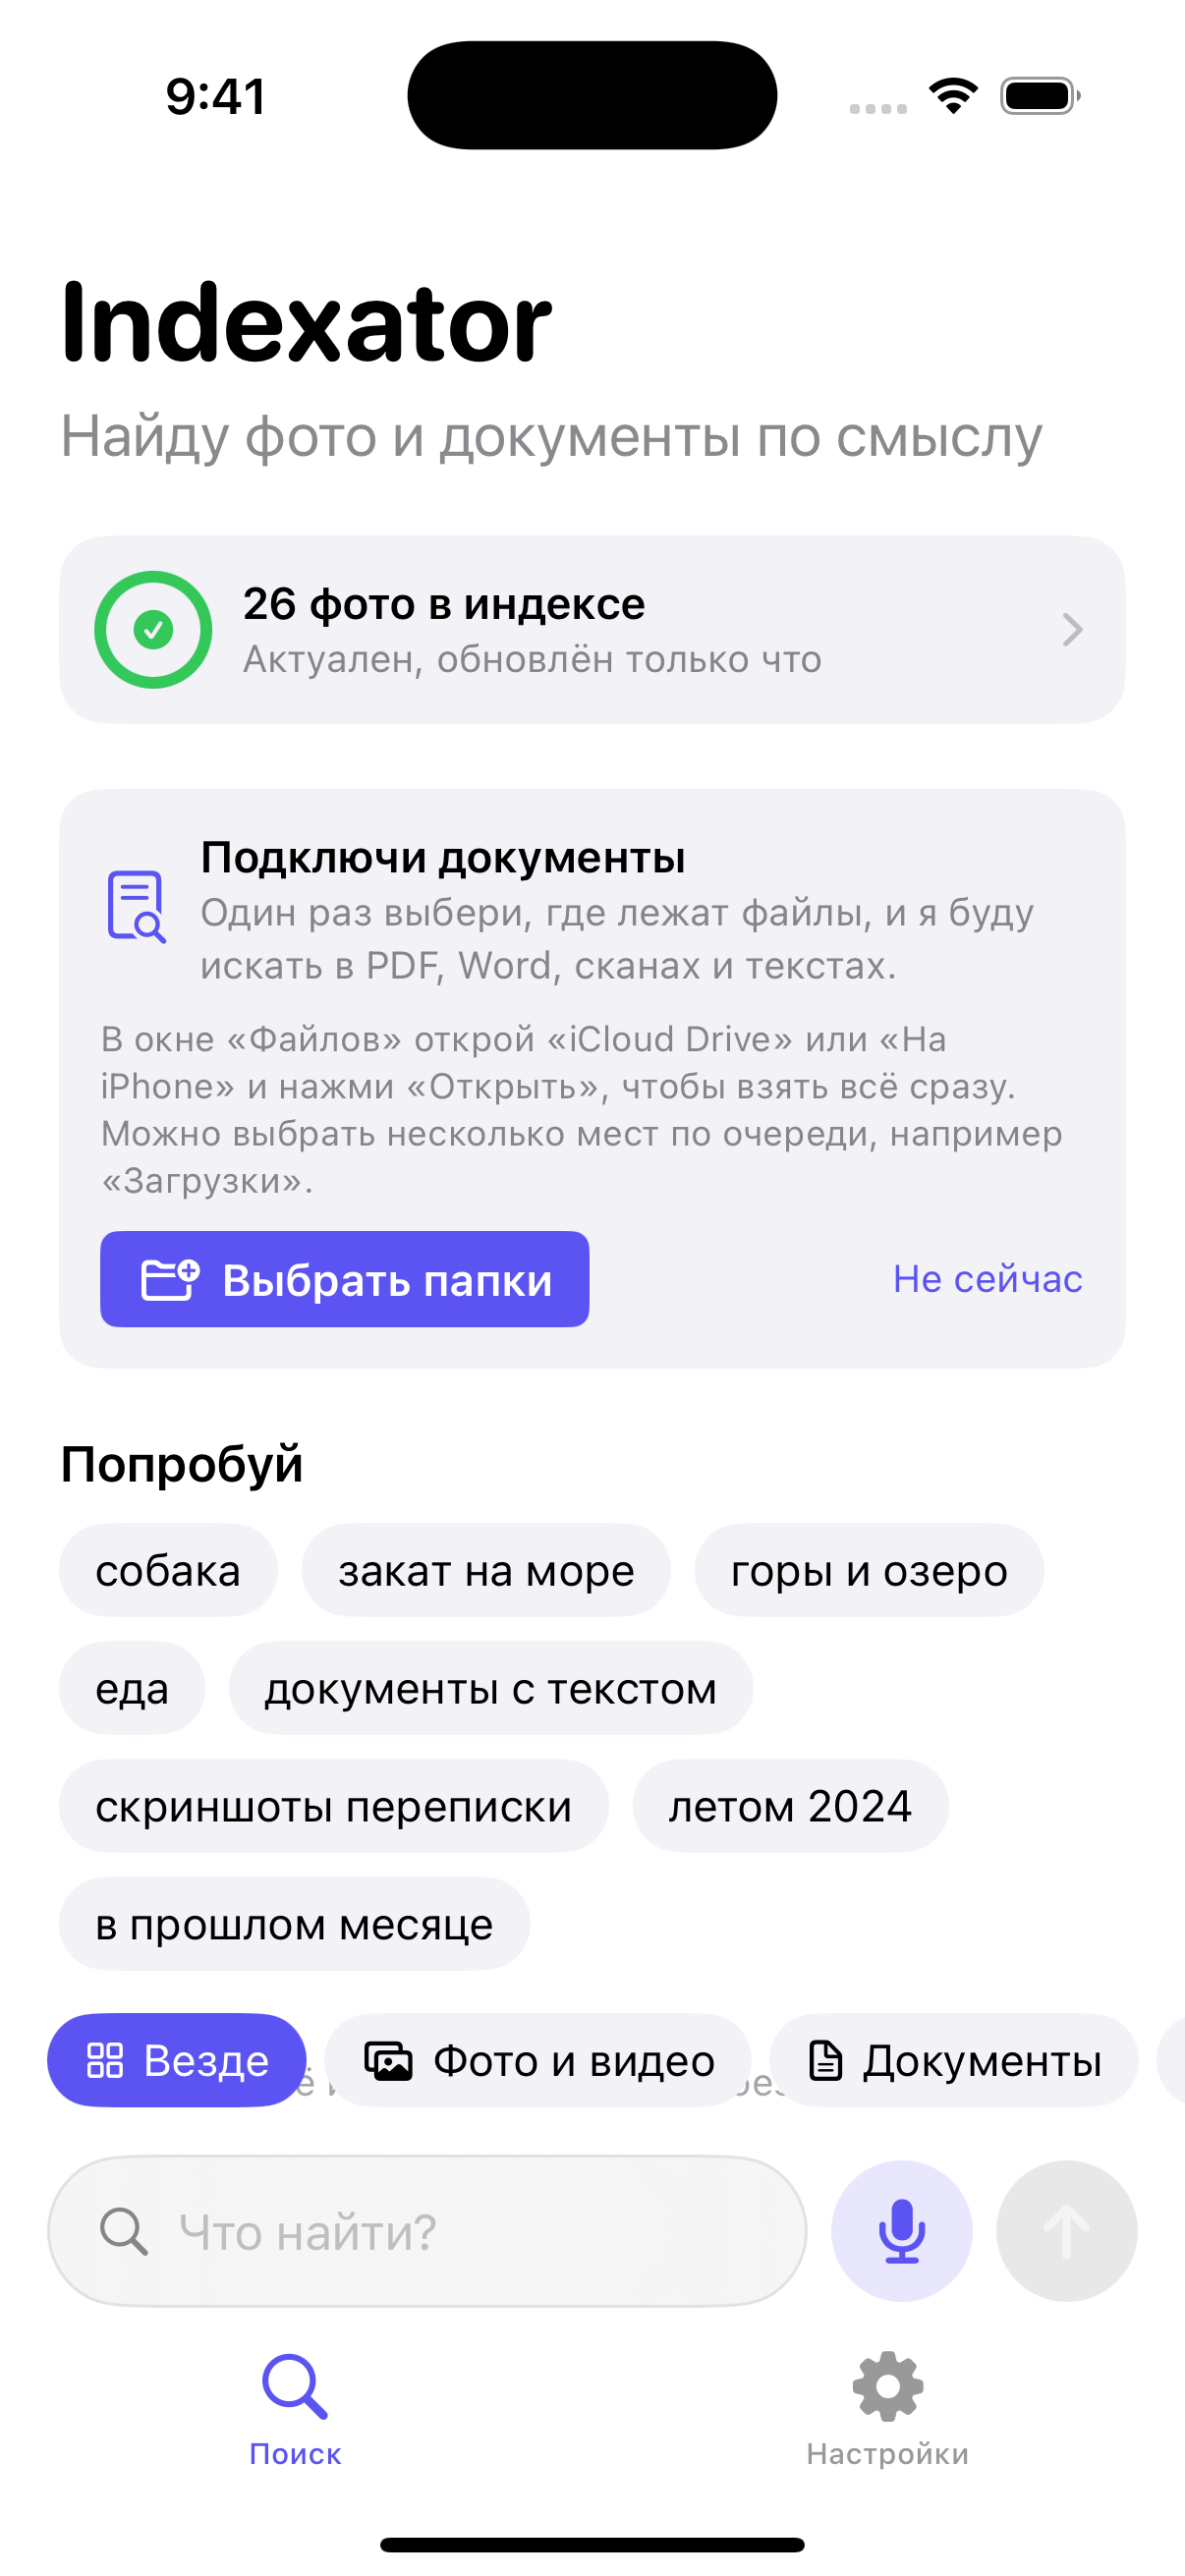 9:41
Indexator
Найду фото и документы по смыслу
26 фото в индексе
Актуален, обновлён только что
Подключи документы
Один раз выбери, где лежат файлы, и я буду
искать в PDF, Word, сканах и текстах.
В окне «Файлов» открой «iCloud Drive» или «На
iPhone» и нажми «Открыть», чтобы взять всё сразу.
Можно выбрать несколько мест по очереди, например
«Загрузки».
Выбрать папки
Не сейчас
Попробуй
собака
закат на море
горы и озеро
еда
документы с текстом
скриншоты переписки
летом 2024
в прошлом месяце
Везде
Фото и видео
Документы
Что найти?
Поиск
Настройки